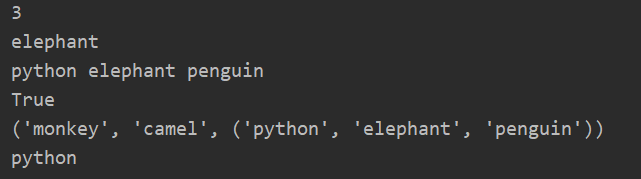 3
elephant
python elephant penguin
True
('monkey', 'camel', ('python', 'elephant', 'penguin'))
python